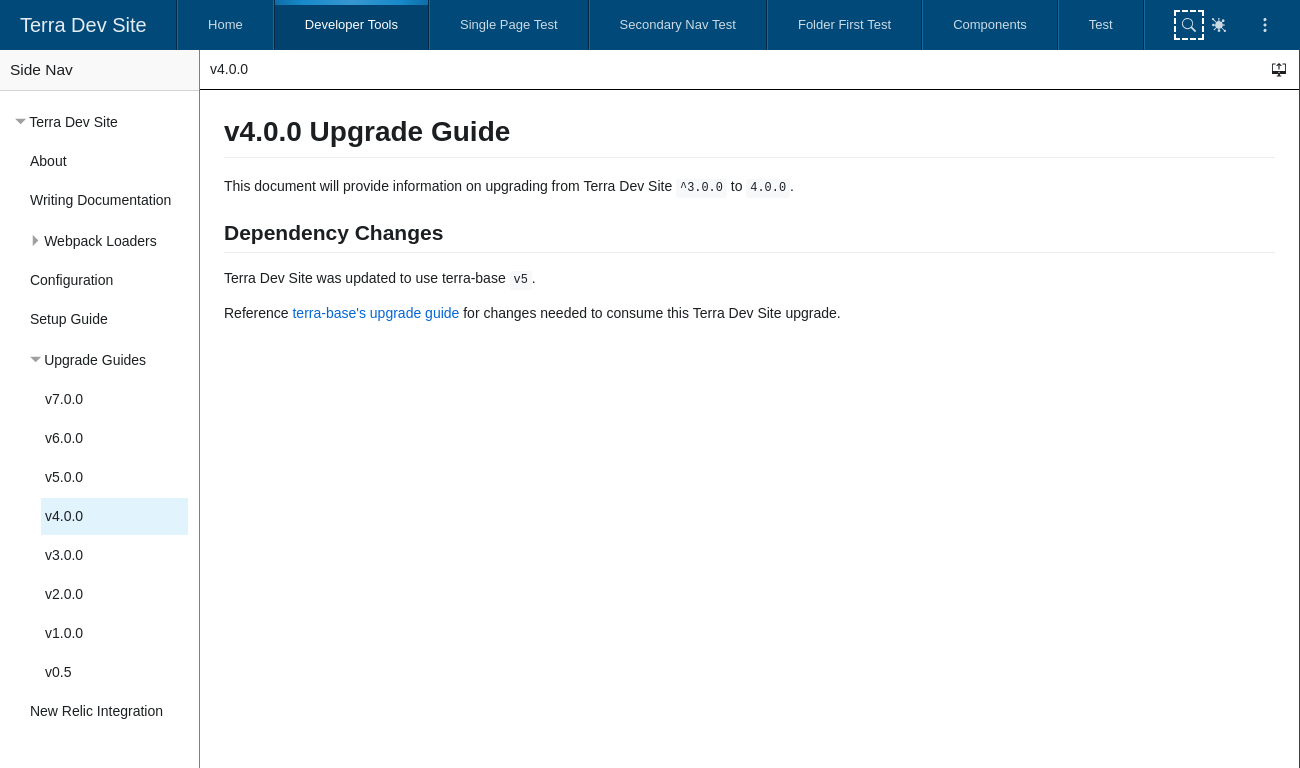 Terra Dev Site
Home
Developer Tools
Single Page Test
Secondary Nav Test
Folder First Test
Components
Test
Side Nav
v4.0.0
Terra Dev Site
About
Writing Documentation
Webpack Loaders
Configuration
Setup Guide
Upgrade Guides
v7.0.0
v6.0.0
v5.0.0
v4.0.0
v3.0.0
v2.0.0
v1.0.0
v0.5
New Relic Integration
v4.0.0 Upgrade Guide
This document will provide information on upgrading from Terra Dev Site ^3.0.0 to 4.0.0.
Dependency Changes
Terra Dev Site was updated to use terra-base v5.
Reference terra-base's upgrade guide for changes needed to consume this Terra Dev Site upgrade.